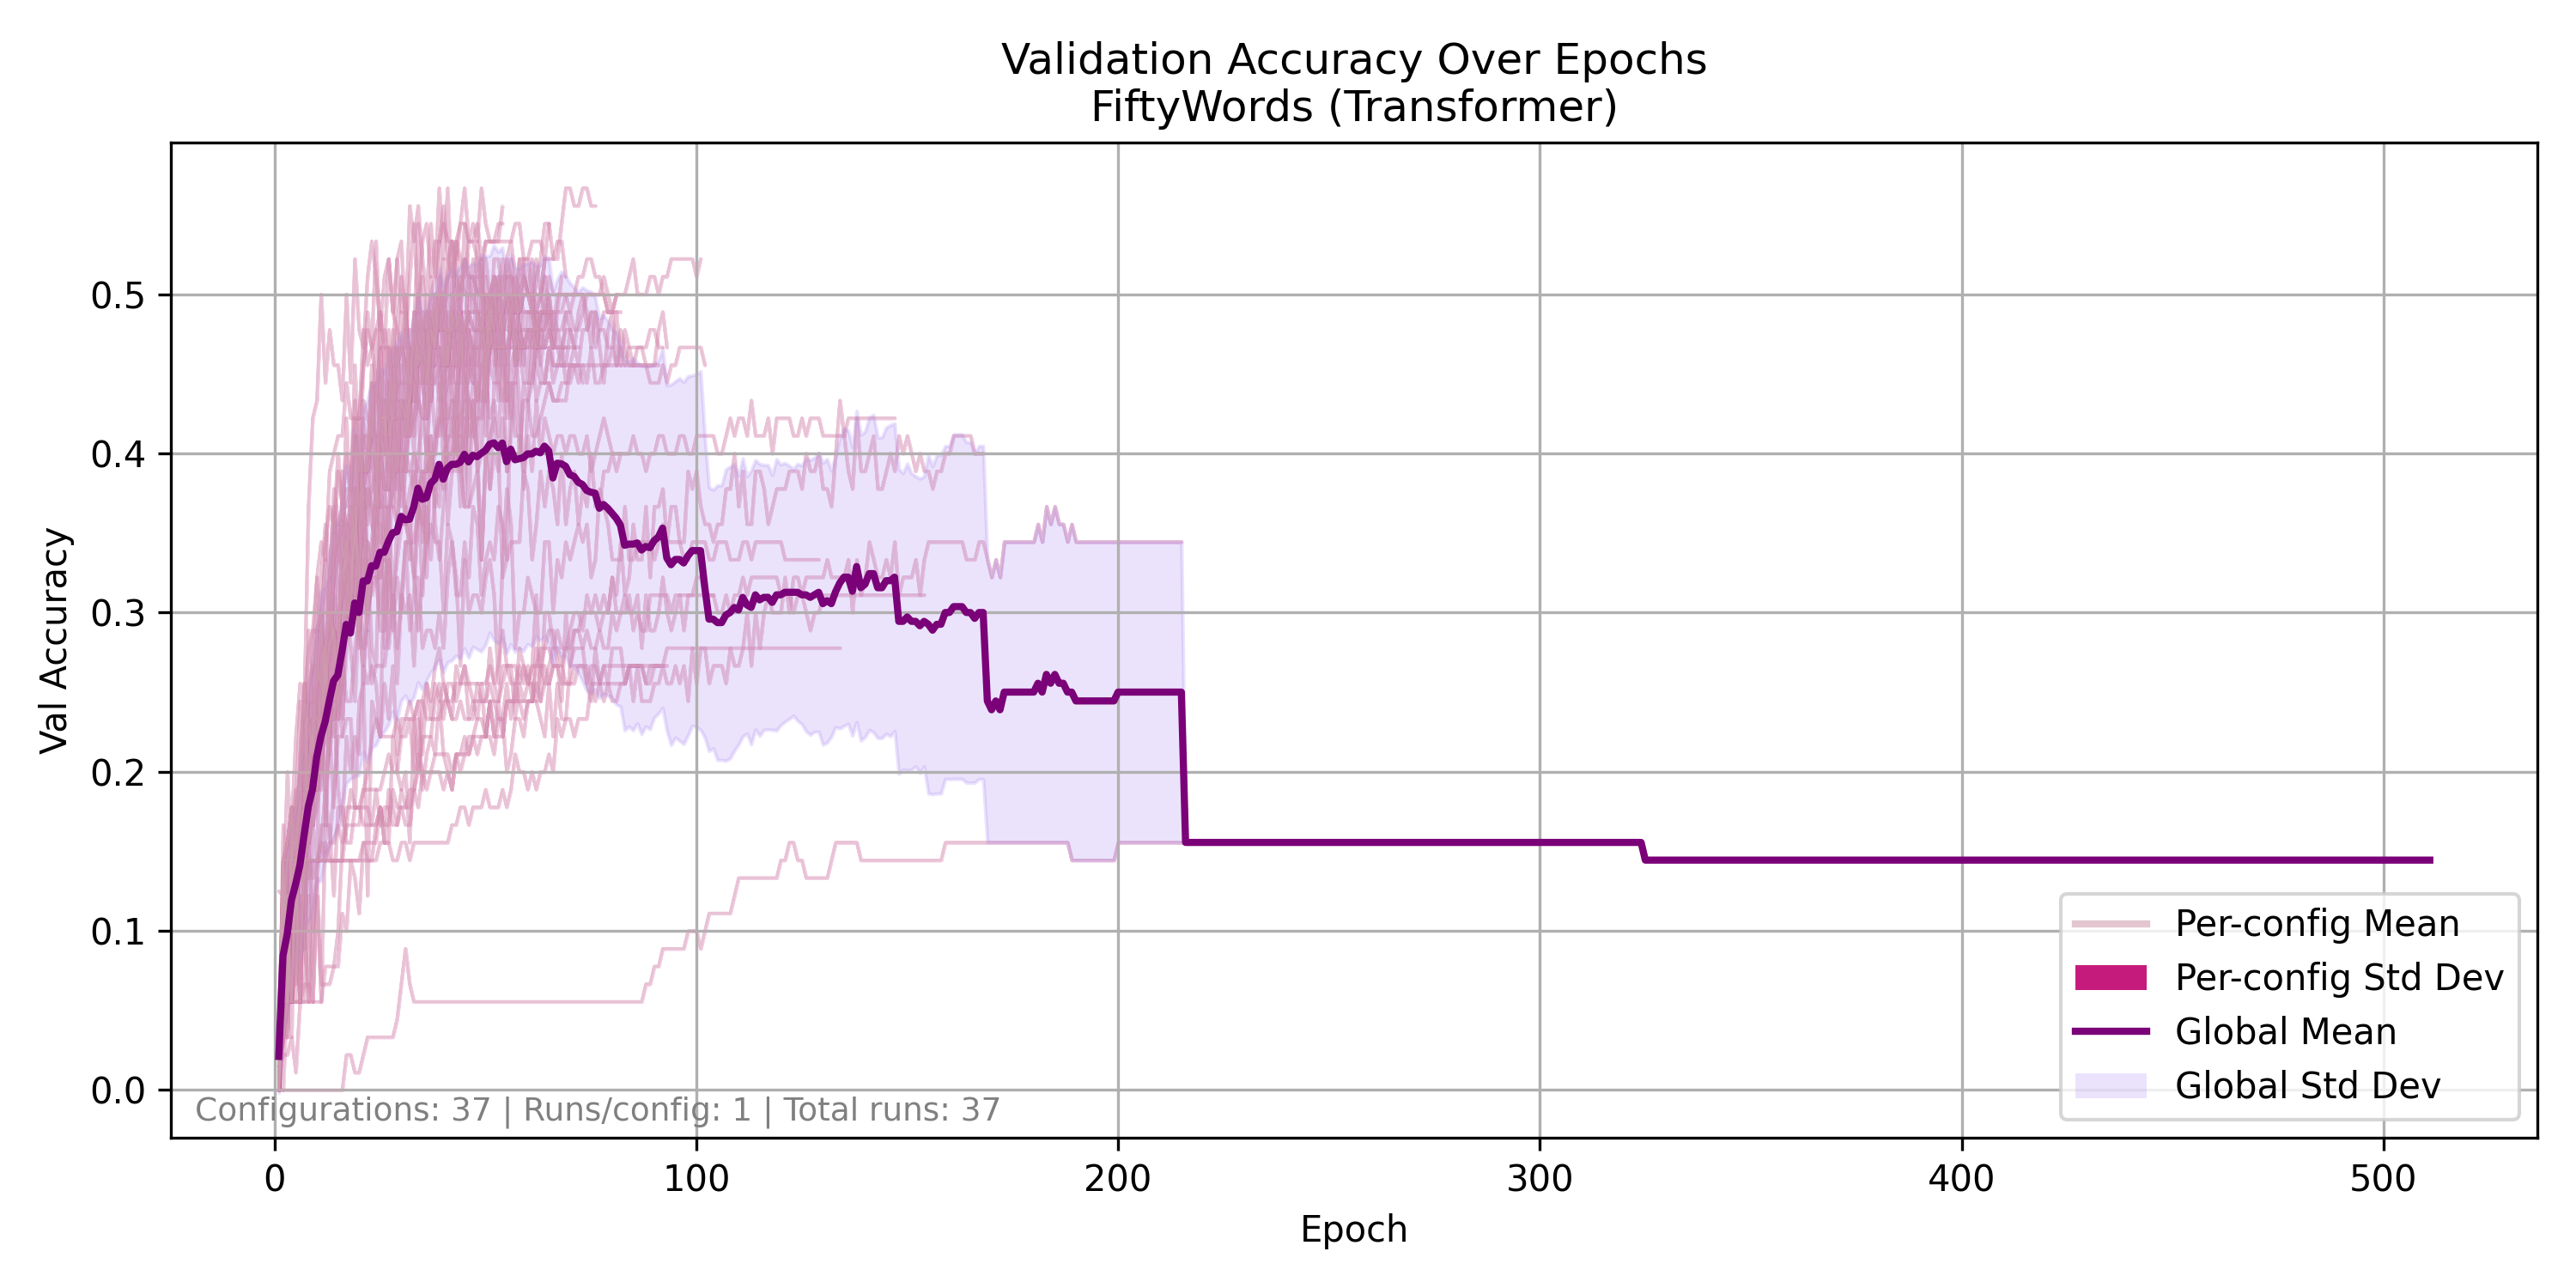 Validation Accuracy Over Epochs
FiftyWords (Transformer)
Val Accuracy
0.5
0.4
0.3
0.2
0.1
0.0
Per-config Mean
Per-config Std Dev
Global Mean
Global Std Dev
Configurations: 37 | Runs/config: 1 | Total runs: 37
0 100 200 300 400 500
Epoch